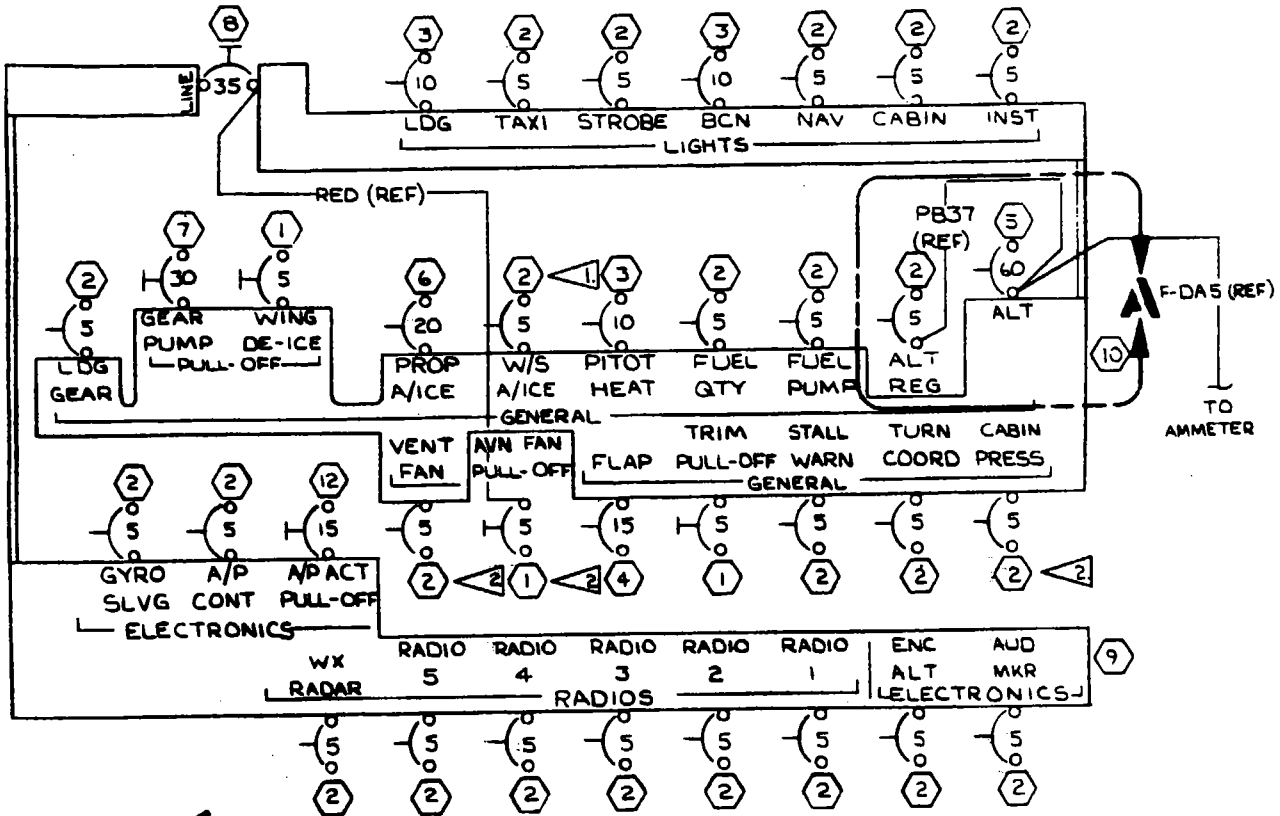 8 3 2 2 3 2 2 2
LINE 35 10 5 5 10 5 5 5
LDG TAXI STROBE BCN NAV CABIN INST
LIGHTS
RED (REF)
7 1 PB37 (REF)
2 30 5 6 2 1 3 2 2 2 60
5 GEAR PUMP WING DE-ICE 20 5 10 5 5 5 ALT
PULL-OFF
F-DA5 (REF)
10
LDG GEAR PROP A/ICE W/S A/ICE PITOT HEAT FUEL QTY FUEL PUMP ALT REG
GENERAL
TO AMMETER
VENT FAN AVN FAN PULL-OFF FLAP TRIM PULL-OFF STALL WARN TURN COORD CABIN PRESS
GENERAL
2 2 12
5 5 15 5 5 15 5 5 5 5
GYRO SLVG A/P CONT A/P ACT PULL-OFF 2 2 1 2 4 1 2 2 2 2
ELECTRONICS
WX RADAR RADIO 5 RADIO 4 RADIO 3 RADIO 2 RADIO 1 ENC ALT AUD MKR 9
RADIOS ELECTRONICS
5 5 5 5 5 5 5 5
2 2 2 2 2 2 2 2